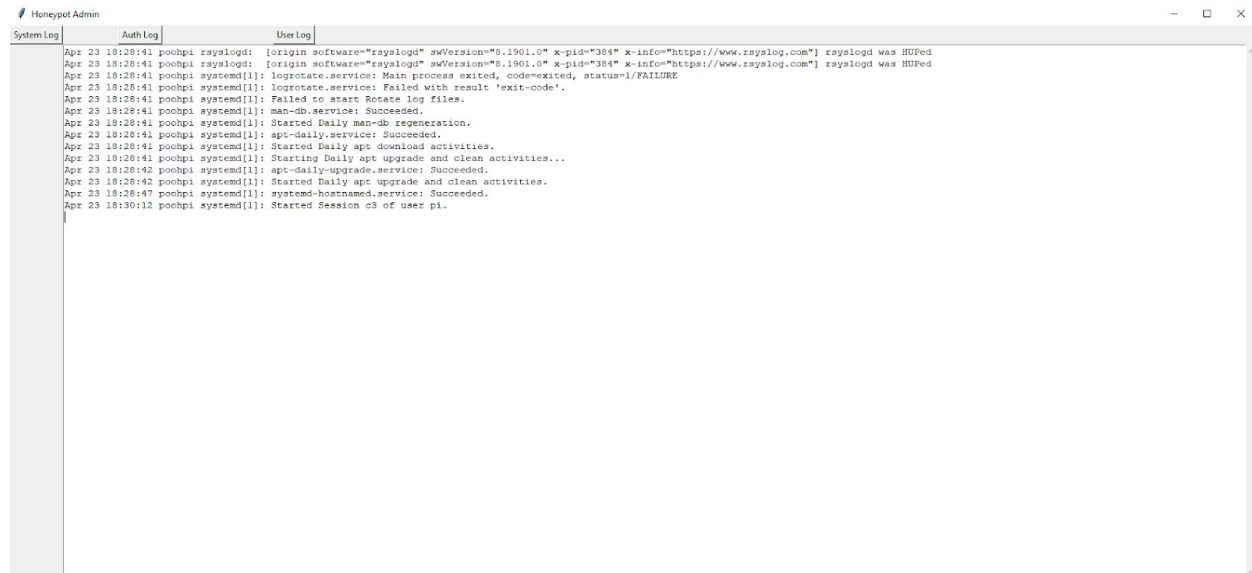 Honeypot Admin
System Log Auth Log User Log
Apr 23 18:28:41 poohpi rsyslogd:  [origin software="rsyslogd" swVersion="8.1901.0" x-pid="384" x-info="https://www.rsyslog.com"] rsyslogd was HUPed
Apr 23 18:28:41 poohpi rsyslogd:  [origin software="rsyslogd" swVersion="8.1901.0" x-pid="384" x-info="https://www.rsyslog.com"] rsyslogd was HUPed
Apr 23 18:28:41 poohpi systemd[1]: logrotate.service: Main process exited, code=exited, status=1/FAILURE
Apr 23 18:28:41 poohpi systemd[1]: logrotate.service: Failed with result 'exit-code'.
Apr 23 18:28:41 poohpi systemd[1]: Failed to start Rotate log files.
Apr 23 18:28:41 poohpi systemd[1]: man-db.service: Succeeded.
Apr 23 18:28:41 poohpi systemd[1]: Started Daily man-db regeneration.
Apr 23 18:28:41 poohpi systemd[1]: apt-daily.service: Succeeded.
Apr 23 18:28:41 poohpi systemd[1]: Started Daily apt download activities.
Apr 23 18:28:41 poohpi systemd[1]: Starting Daily apt upgrade and clean activities...
Apr 23 18:28:42 poohpi systemd[1]: apt-daily-upgrade.service: Succeeded.
Apr 23 18:28:42 poohpi systemd[1]: Started Daily apt upgrade and clean activities.
Apr 23 18:28:47 poohpi systemd[1]: systemd-hostnamed.service: Succeeded.
Apr 23 18:30:12 poohpi systemd[1]: Started Session c3 of user pi.